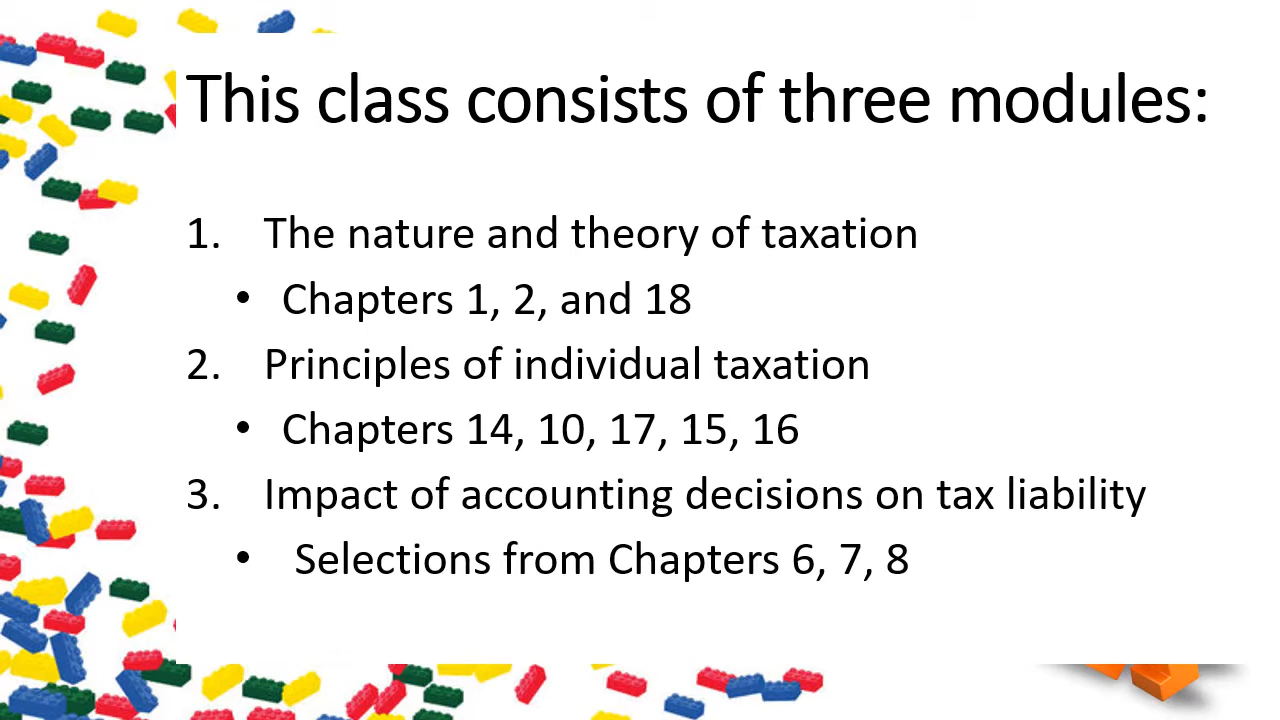 This class consists of three modules:
1. The nature and theory of taxation
• Chapters 1, 2, and 18
2. Principles of individual taxation
• Chapters 14, 10, 17, 15, 16
3. Impact of accounting decisions on tax liability
• Selections from Chapters 6, 7, 8